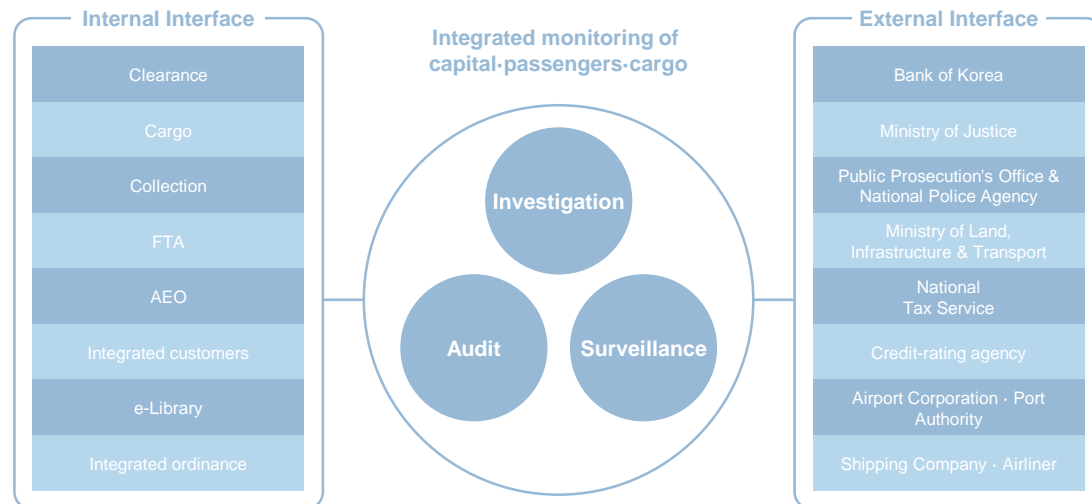 Internal Interface
Clearance
Cargo
Collection
FTA
AEO
Integrated customers
e-Library
Integrated ordinance
Integrated monitoring of
capital·passengers·cargo
Investigation
Audit
Surveillance
External Interface
Bank of Korea
Ministry of Justice
Public Prosecution's Office &
National Police Agency
Ministry of Land,
Infrastructure & Transport
National
Tax Service
Credit-rating agency
Airport Corporation · Port
Authority
Shipping Company · Airliner